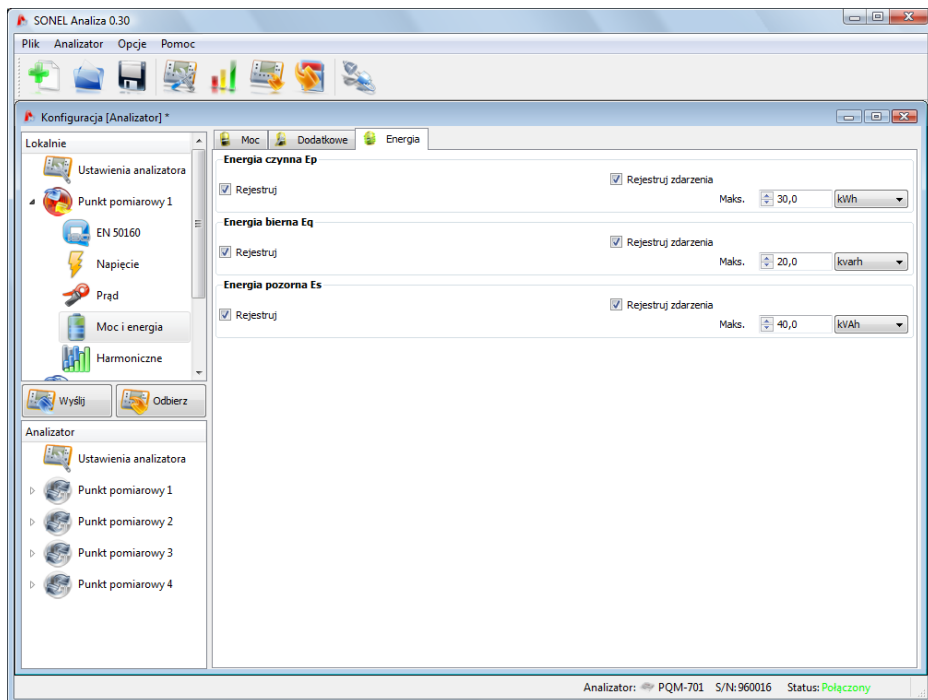 SONEL Analiza 0.30
Plik Analizator Opcje Pomoc
Konfiguracja [Analizator] *
Lokalnie
Ustawienia analizatora
Punkt pomiarowy 1
EN 50160
Napięcie
Prąd
Moc i energia
Harmoniczne
Wyślij Odbierz
Analizator
Ustawienia analizatora
Punkt pomiarowy 1
Punkt pomiarowy 2
Punkt pomiarowy 3
Punkt pomiarowy 4
Moc Dodatkowe Energia
Energia czynna Ep
Rejestruj Rejestruj zdarzenia
Maks. 30,0 kWh
Energia bierna Eq
Rejestruj Rejestruj zdarzenia
Maks. 20,0 kvarh
Energia pozorna Es
Rejestruj Rejestruj zdarzenia
Maks. 40,0 kVAh
Analizator: PQM-701 S/N:960016 Status:Połączony